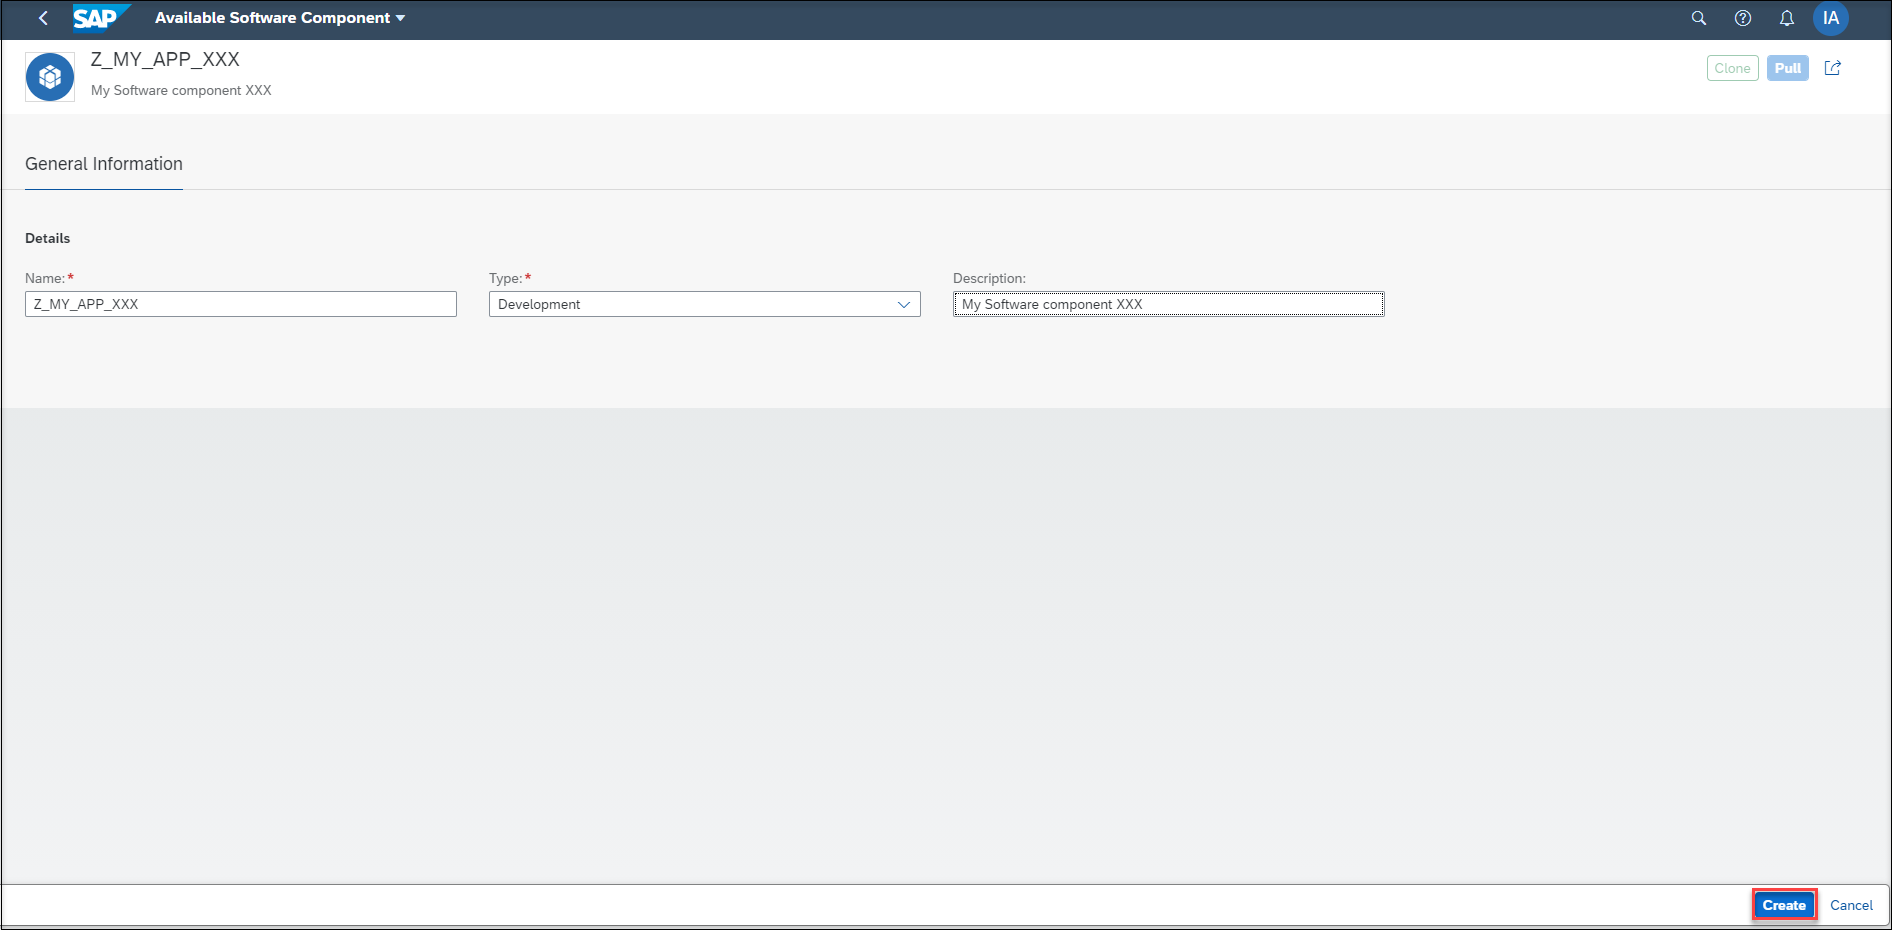 SAP Available Software Component
IA
Z_MY_APP_XXX
My Software component XXX
Clone Pull
General Information
Details
Name:* Type:* Description:
Z_MY_APP_XXX Development My Software component XXX
Create Cancel